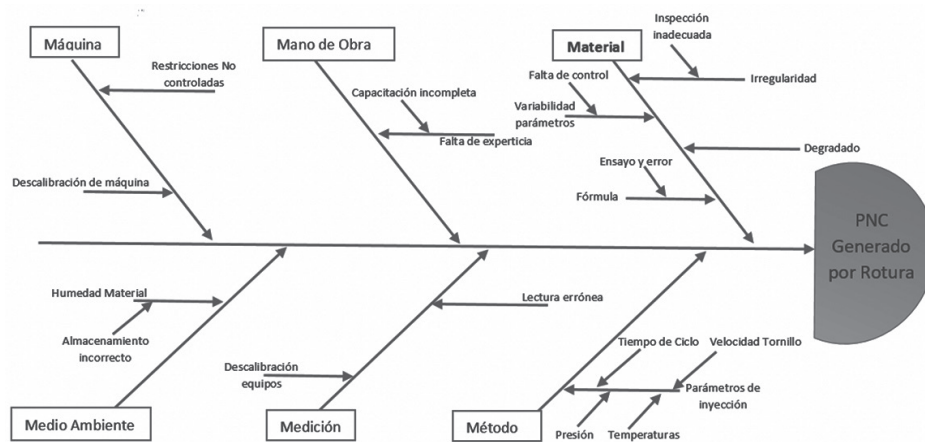 Máquina
Mano de Obra
Material
Inspección
inadecuada
Restricciones No
controladas
Irregularidad
Falta de control
Capacitación incompleta
Variabilidad
parámetros
Falta de experticia
Degradado
Ensayo y error
Descalibración de máquina
Fórmula
PNC
Generado
por Rotura
Humedad Material
Lectura errónea
Almacenamiento
incorrecto
Tiempo de Ciclo
Velocidad Tornillo
Descalibración
equipos
Parámetros de
inyección
Medio Ambiente
Medición
Método
Presión
Temperaturas